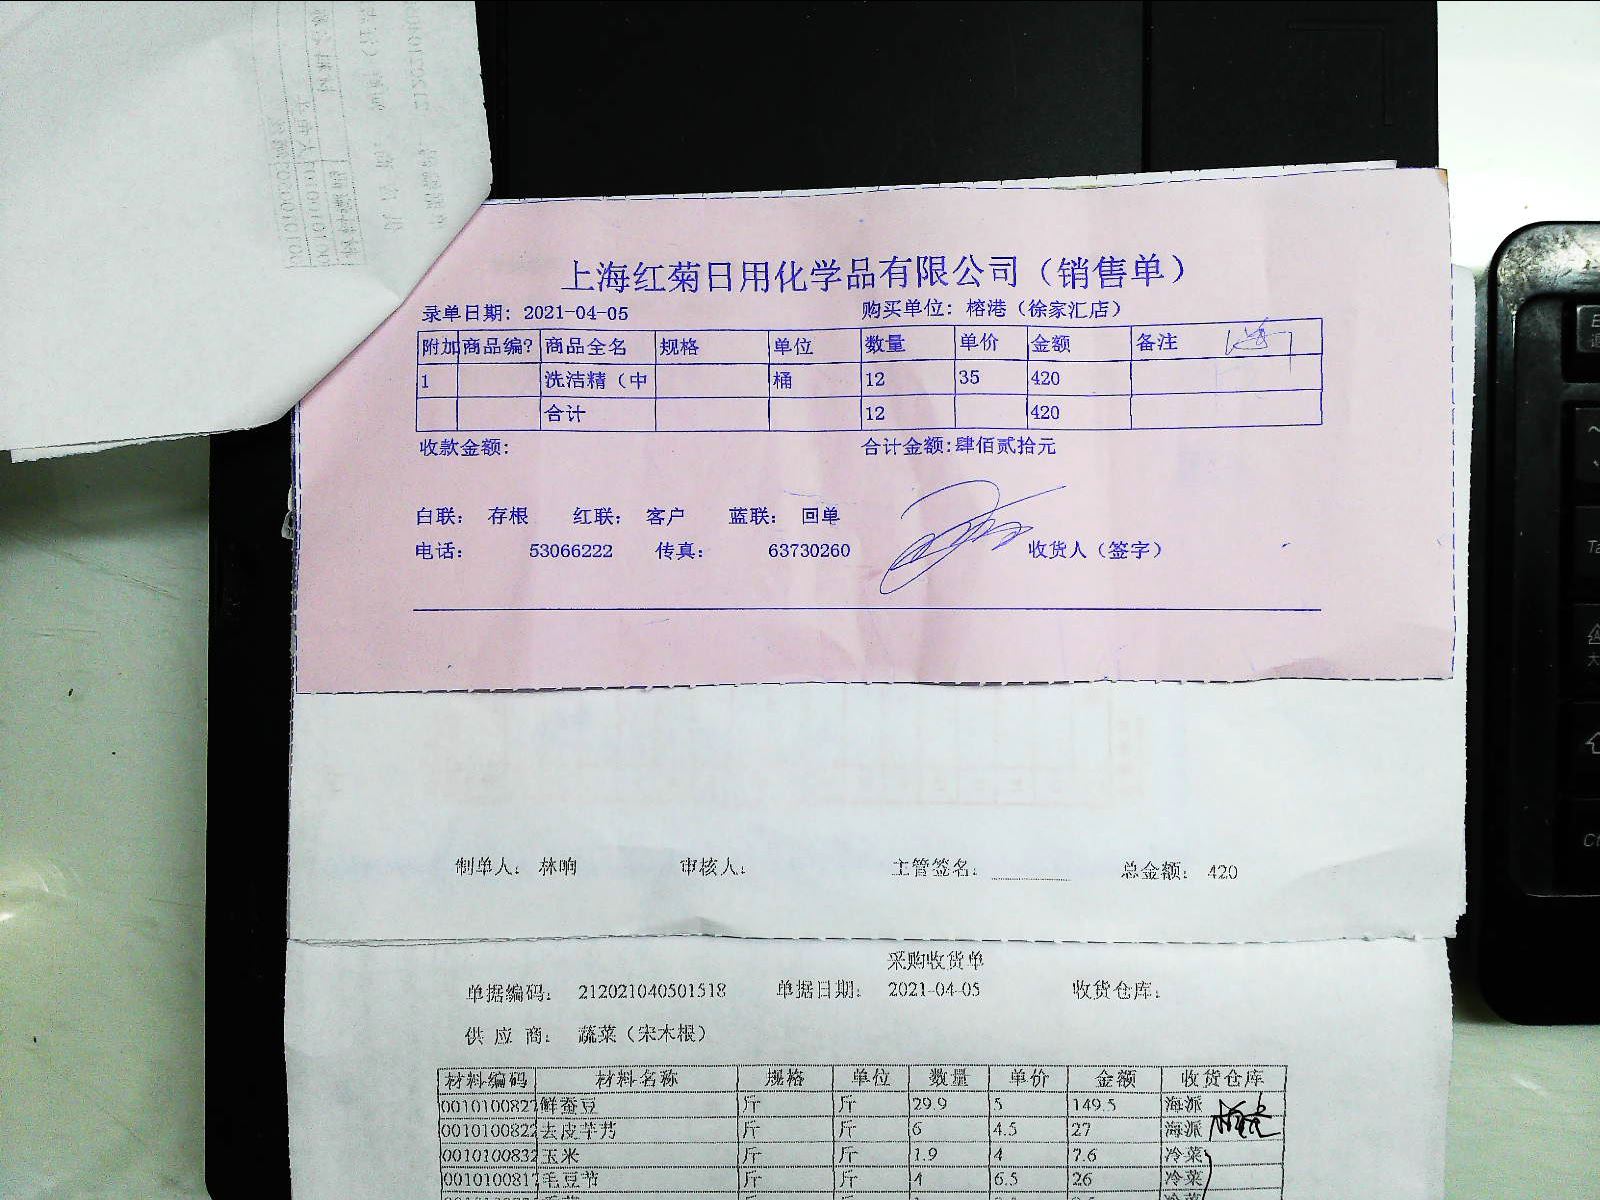 上海红菊日用化学品有限公司（销售单）
录单日期: 2021-04-05 购买单位: 榕港（徐家汇店）
附加 商品编? 商品全名 规格 单位 数量 单价 金额 备注
1 洗洁精（中 桶 12 35 420
合计 12 420
收款金额: 合计金额:肆佰贰拾元
白联: 存根 红联: 客户 蓝联: 回单
电话: 53066222 传真: 63730260 收货人（签字）
制单人: 林响 审核人: 主管签名: 总金额: 420
采购收货单
单据编码: 212021040501518 单据日期: 2021-04-05 收货仓库:
供 应 商: 蔬菜（宋木根）
材料编码 材料名称 规格 单位 数量 单价 金额 收货仓库
0010100827 鲜蚕豆 斤 斤 29.9 5 149.5 海派
0010100822 去皮芋艿 斤 斤 6 4.5 27 海派
0010100832 玉米 斤 斤 1.9 4 7.6 冷菜
0010100817 毛豆节 斤 斤 4 6.5 26 冷菜